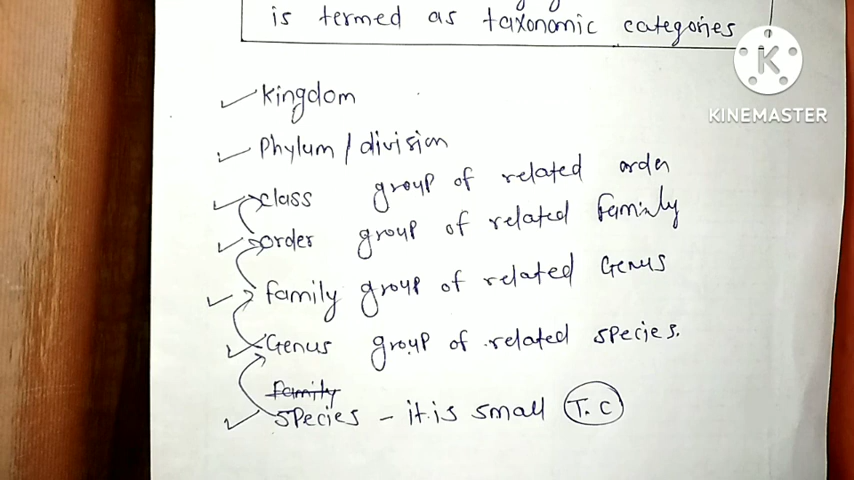 is termed as taxonomic categories
KINEMASTER
Kingdom
Phylum / division
class group of related order
order group of related Family
family group of related Genus
Genus group of related species.
family
species - it is small T.C